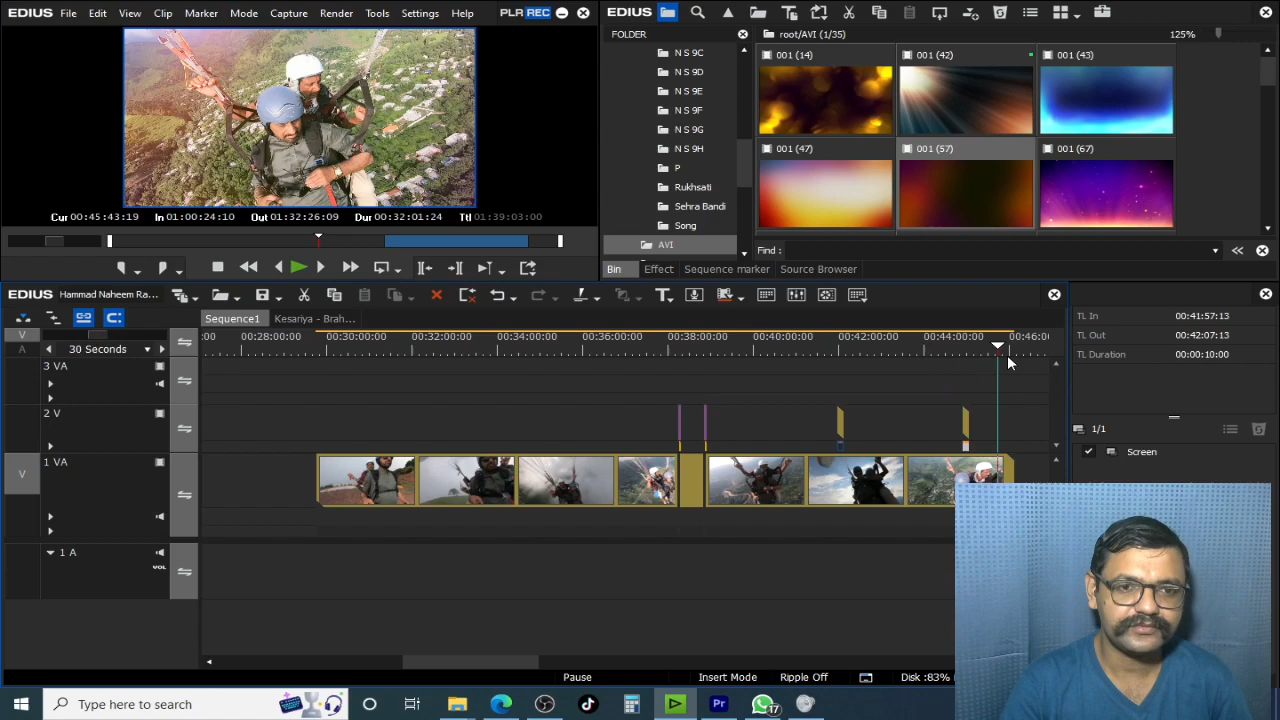 EDIUS File Edit View Clip Marker Mode Capture Render Tools Settings Help PLR REC
Cur 00:45:43:19 In 01:00:24:10 Out 01:32:26:09 Dur 00:32:01:24 Ttl 01:39:03:00
EDIUS
FOLDER
root/AVI (1/35)
125%
N S 9C
N S 9D
N S 9E
N S 9F
N S 9G
N S 9H
P
Rukhsati
Sehra Bandi
Song
AVI
001 (14)
001 (42)
001 (43)
001 (47)
001 (57)
001 (67)
Find :
Bin Effect Sequence marker Source Browser
EDIUS Hammad Naheem Ra...
Sequence1 Kesariya - Brah...
V
A
30 Seconds
:00 00:28:00:00 00:30:00:00 00:32:00:00 00:34:00:00 00:36:00:00 00:38:00:00 00:40:00:00 00:42:00:00 00:44:00:00 00:46:0
3 VA
2 V
V
1 VA
1 A
VOL
TL In 00:41:57:13
TL Out 00:42:07:13
TL Duration 00:00:10:00
1/1
Screen
Pause Insert Mode Ripple Off Disk :83%
Type here to search
Pr
17